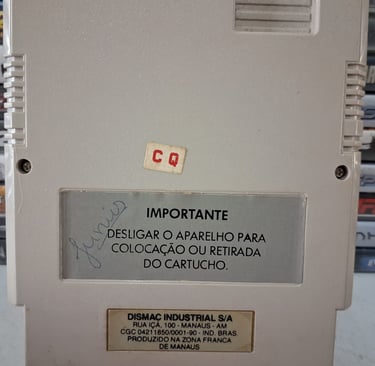 CQ
IMPORTANTE
Junius
DESLIGAR O APARELHO PARA
COLOCAÇÃO OU RETIRADA
DO CARTUCHO.
DISMAC INDUSTRIAL S/A
RUA IÇÁ, 100 - MANAUS - AM
CGC 04211850/0001-90 - IND. BRAS.
PRODUZIDO NA ZONA FRANCA
DE MANAUS